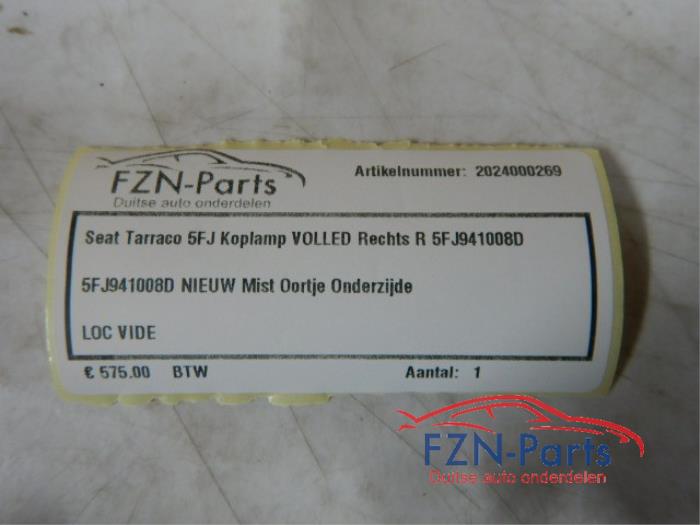 FZN-Parts
Duitse auto onderdelen
Artikelnummer: 2024000269
Seat Tarraco 5FJ Koplamp VOLLED Rechts R 5FJ941008D
5FJ941008D NIEUW Mist Oortje Onderzijde
LOC VIDE
€ 575.00 BTW
Aantal: 1
FZN-Parts
Duitse auto onderdelen